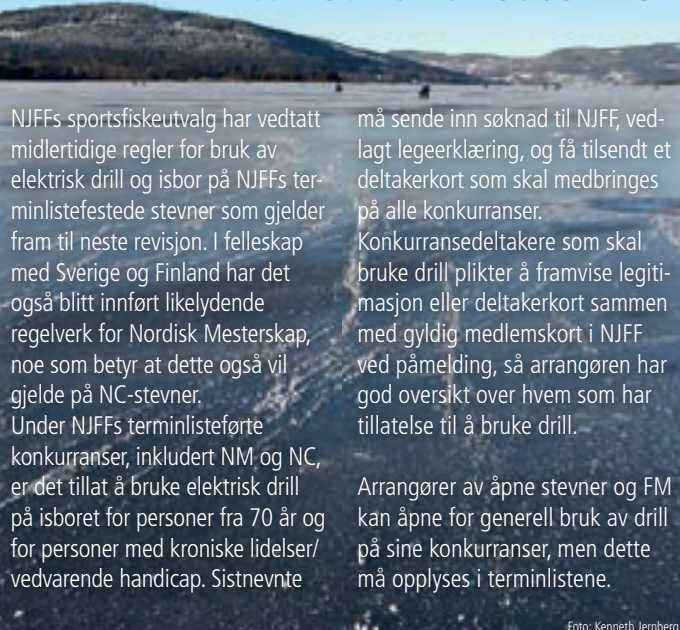 NJFFs sportsfiskeutvalg har vedtatt
midlertidige regler for bruk av
elektrisk drill og isbor på NJFFs ter-
minlistefestede stevner som gjelder
fram til neste revisjon. I felleskap
med Sverige og Finland har det
også blitt innført likelydende
regelverk for Nordisk Mesterskap,
noe som betyr at dette også vil
gjelde på NC-stevner.
Under NJFFs terminlisteførte
konkurranser, inkludert NM og NC,
er det tillat å bruke elektrisk drill
på isboret for personer fra 70 år og
for personer med kroniske lidelser/
vedvarende handicap. Sistnevnte
må sende inn søknad til NJFF, ved-
lagt legeerklæring, og få tilsendt et
deltakerkort som skal medbringes
på alle konkurranser.
Konkurransedeltakere som skal
bruke drill plikter å framvise legiti-
masjon eller deltakerkort sammen
med gyldig medlemskort i NJFF
ved påmelding, så arrangøren har
god oversikt over hvem som har
tillatelse til å bruke drill.
Arrangører av åpne stevner og FM
kan åpne for generell bruk av drill
på sine konkurranser, men dette
må opplyses i terminlistene.
Foto: Kenneth Jernberg